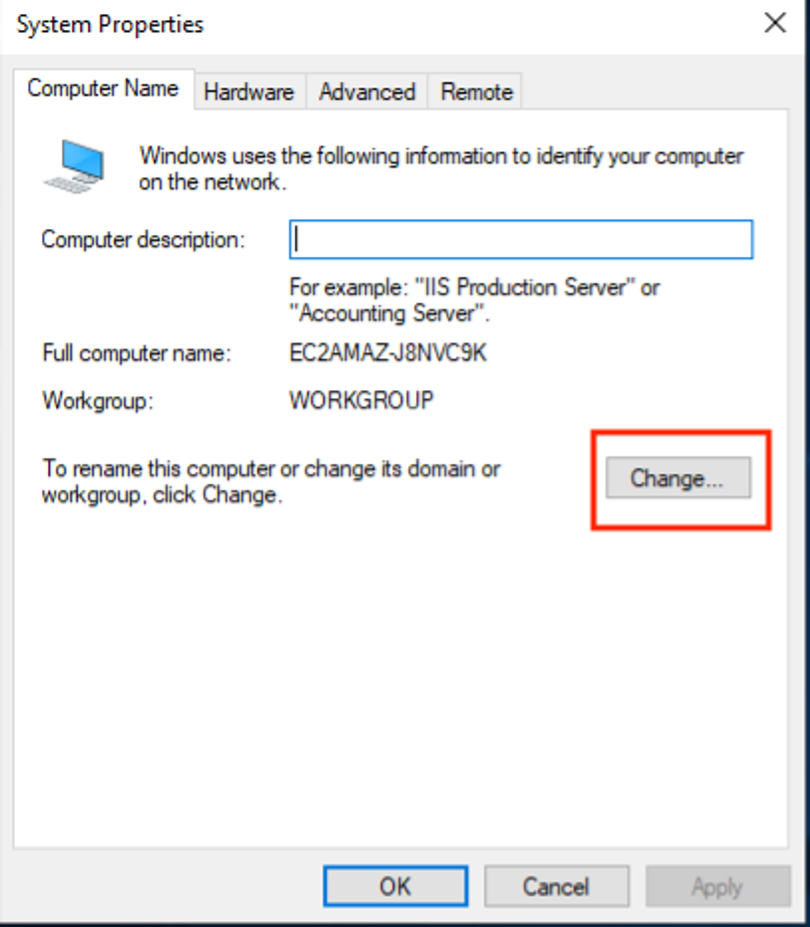 System Properties
Computer Name
Hardware
Advanced
Remote
Windows uses the following information to identify your computer
on the network.
Computer description:
For example: "IIS Production Server" or
"Accounting Server".
Full computer name:
EC2AMAZ-J8NVC9K
Workgroup:
WORKGROUP
To rename this computer or change its domain or
workgroup, click Change.
Change...
OK
Cancel
Apply